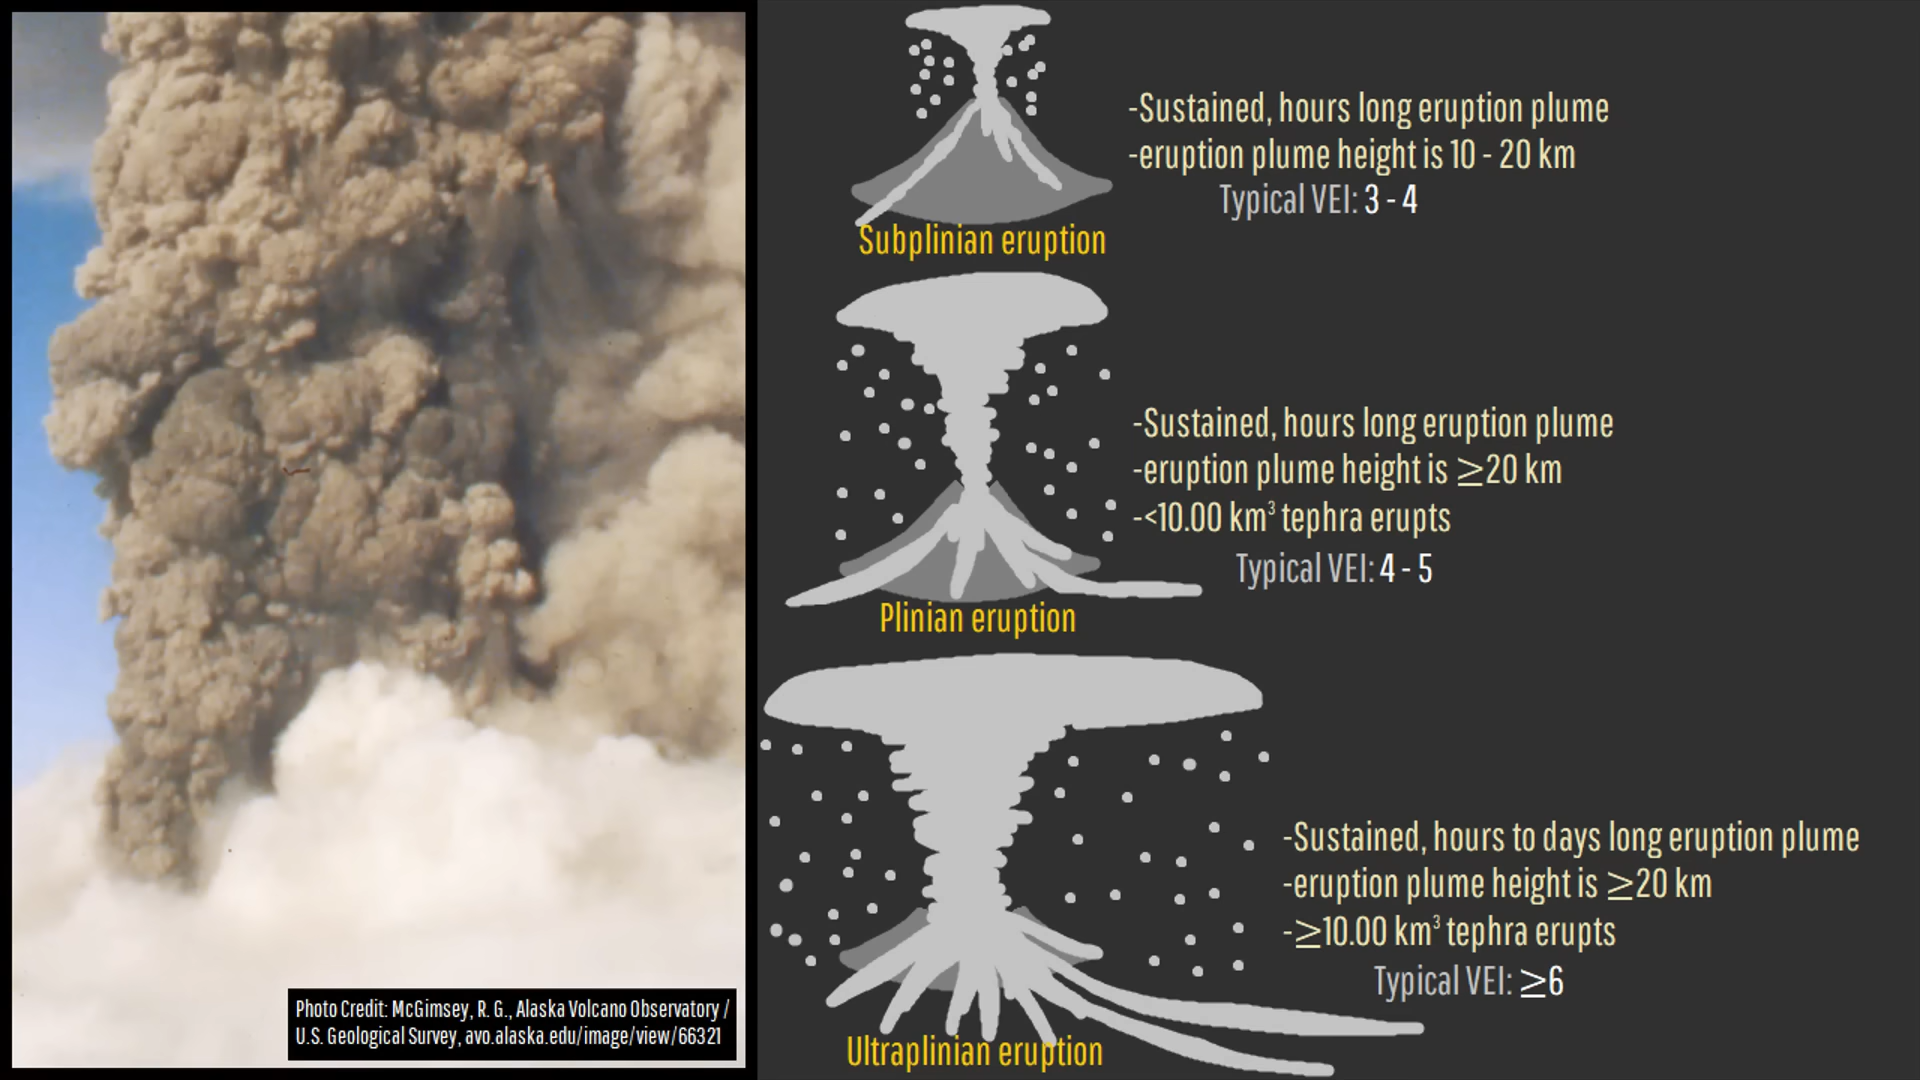 -Sustained, hours long eruption plume
-eruption plume height is 10 - 20 km
Typical VEI: 3 - 4
Subplinian eruption
-Sustained, hours long eruption plume
-eruption plume height is ≥20 km
-<10.00 km³ tephra erupts
Typical VEI: 4 - 5
Plinian eruption
-Sustained, hours to days long eruption plume
-eruption plume height is ≥20 km
-≥10.00 km³ tephra erupts
Typical VEI: ≥6
Ultraplinian eruption
Photo Credit: McGimsey, R. G., Alaska Volcano Observatory /
U.S. Geological Survey, avo.alaska.edu/image/view/66321